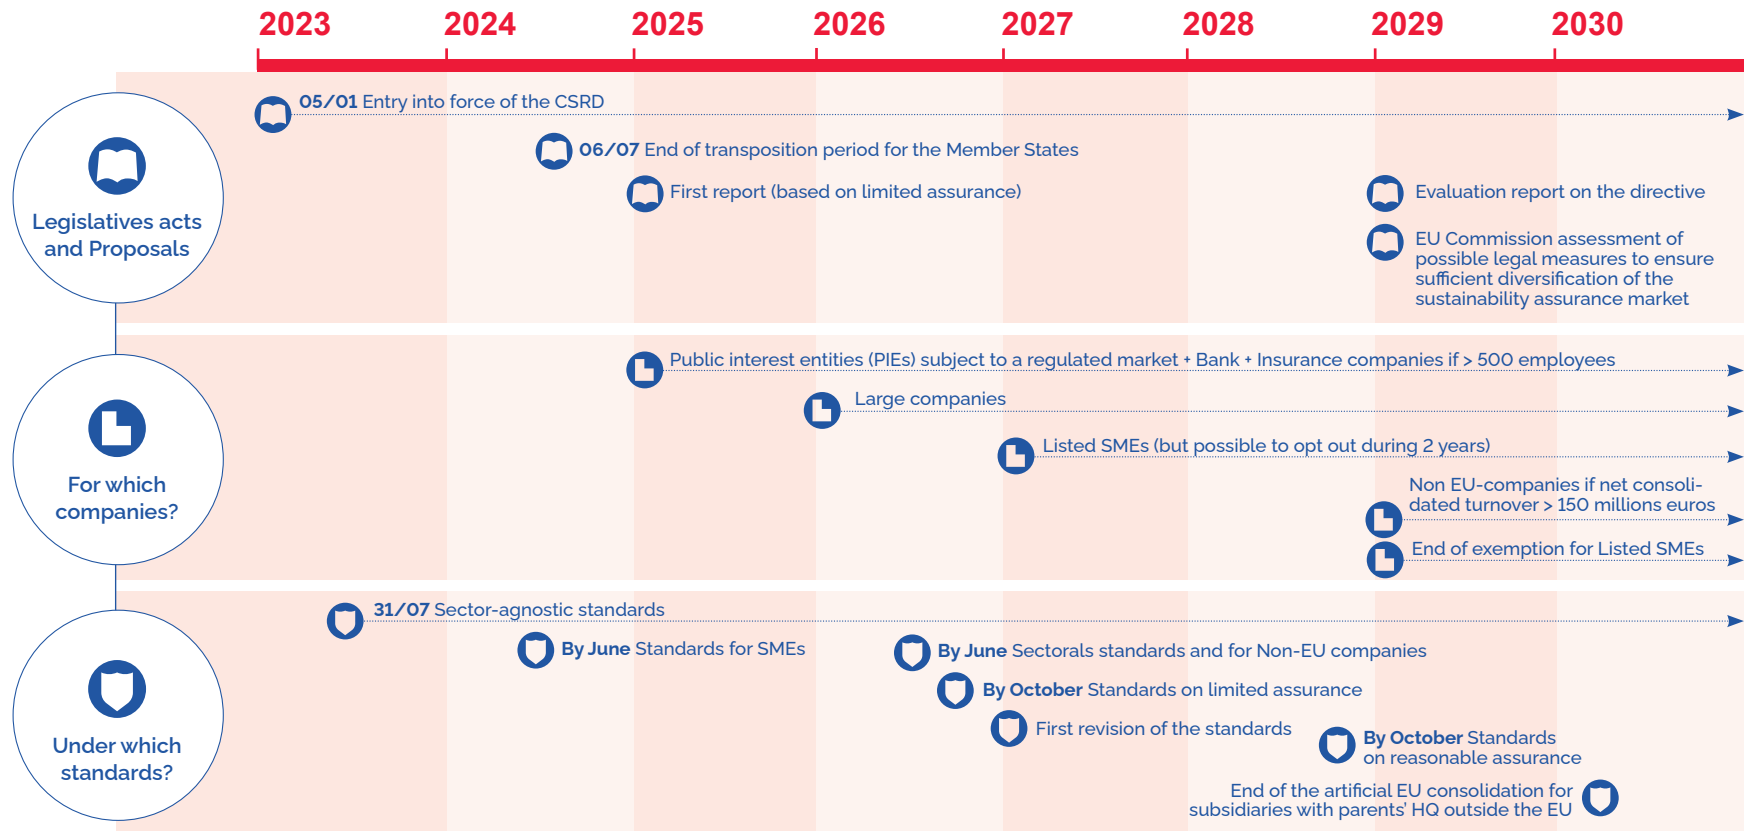 2023 2024 2025 2026 2027 2028 2029 2030
Legislatives acts
and Proposals
05/01 Entry into force of the CSRD
06/07 End of transposition period for the Member States
First report (based on limited assurance)
Evaluation report on the directive
EU Commission assessment of
possible legal measures to ensure
sufficient diversification of the
sustainability assurance market
For which
companies?
Public interest entities (PIEs) subject to a regulated market + Bank + Insurance companies if > 500 employees
Large companies
Listed SMEs (but possible to opt out during 2 years)
Non EU-companies if net consoli-
dated turnover > 150 millions euros
End of exemption for Listed SMEs
Under which
standards?
31/07 Sector-agnostic standards
By June Standards for SMEs
By June Sectorals standards and for Non-EU companies
By October Standards on limited assurance
First revision of the standards
By October Standards
on reasonable assurance
End of the artificial EU consolidation for
subsidiaries with parents' HQ outside the EU